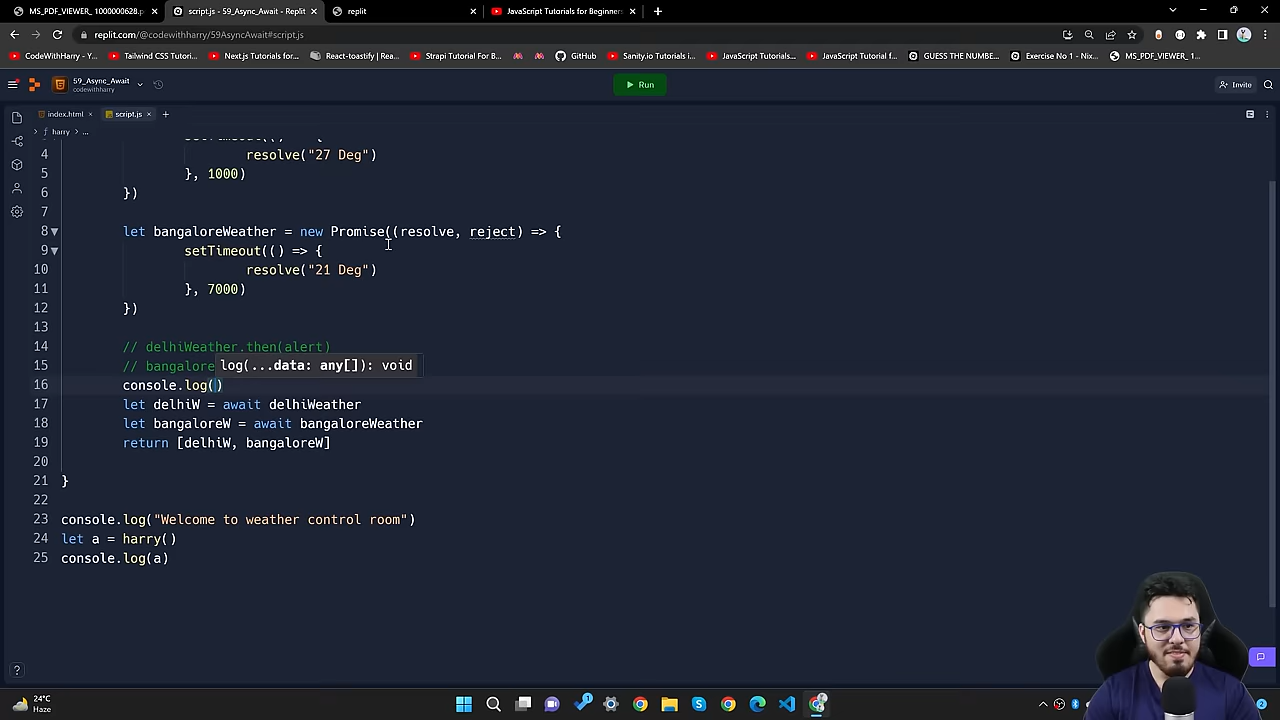 MS_PDF_VIEWER_ 1000000628.p
script.js - 59_Async_Await - Replit
replit
JavaScript Tutorials for Beginners
replit.com/@codewithharry/59AsyncAwait#script.js
CodeWithHarry - Y...
Tailwind CSS Tutori...
Next.js Tutorials for...
React-toastify | Rea...
Strapi Tutorial For B...
GitHub
Sanity.io Tutorials i...
JavaScript Tutorials...
JavaScript Tutorial f...
GUESS THE NUMBE...
Exercise No 1 - Nix...
MS_PDF_VIEWER_ 1...
59_Async_Await
codewithharry
Run
Invite
index.html
script.js
harry
...
4 resolve("27 Deg")
5 }, 1000)
6 })
7
8 let bangaloreWeather = new Promise((resolve, reject) => {
9 setTimeout(() => {
10 resolve("21 Deg")
11 }, 7000)
12 })
13
14 // delhiWeather.then(alert)
15 // bangalore
log(...data: any[]): void
16 console.log()
17 let delhiW = await delhiWeather
18 let bangaloreW = await bangaloreWeather
19 return [delhiW, bangaloreW]
20
21 }
22
23 console.log("Welcome to weather control room")
24 let a = harry()
25 console.log(a)
24°C
Haze